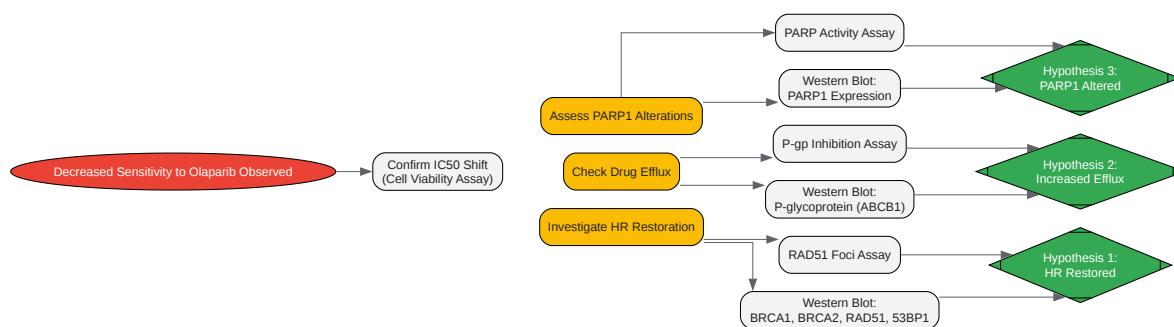 Decreased Sensitivity to Olaparib Observed
Confirm IC50 Shift
(Cell Viability Assay)
Assess PARP1 Alterations
Check Drug Efflux
Investigate HR Restoration
PARP Activity Assay
Western Blot:
PARP1 Expression
P-gp Inhibition Assay
Western Blot:
P-glycoprotein (ABCB1)
RAD51 Foci Assay
Western Blot:
BRCA1, BRCA2, RAD51, 53BP1
Hypothesis 3:
PARP1 Altered
Hypothesis 2:
Increased Efflux
Hypothesis 1:
HR Restored